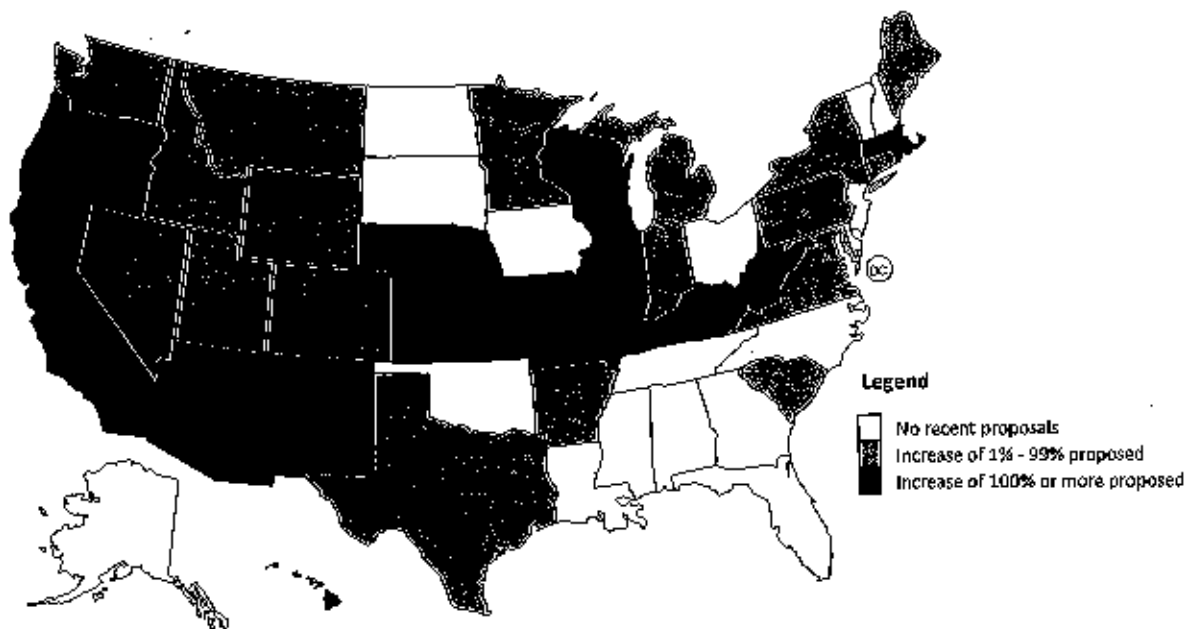 DC
Legend
No recent proposals
Increase of 1% - 99% proposed
Increase of 100% or more proposed